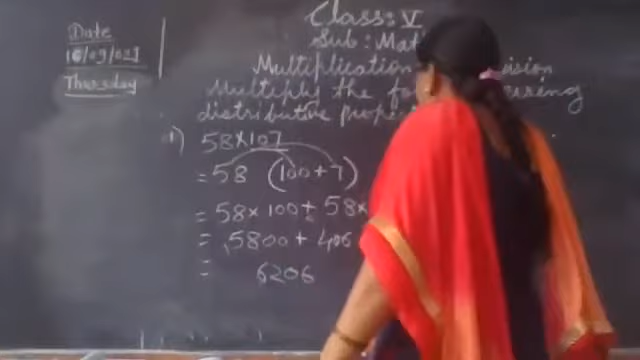 Date
16/09/021
Thursday
Class: V
Sub: Mat
Multiplication
Multiply the
distributive
1) 58×107
= 58 (100+7)
= 58×100+58×
= 5800+406
= 6206